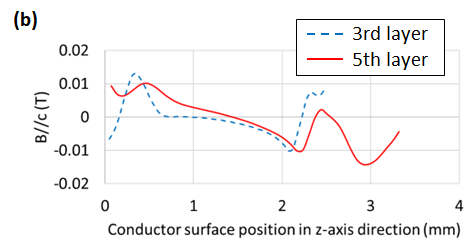 (b)
3rd layer
5th layer
0.02
0.01
0
-0.01
-0.02
B//c (T)
0 1 2 3 4
Conductor surface position in z-axis direction (mm)